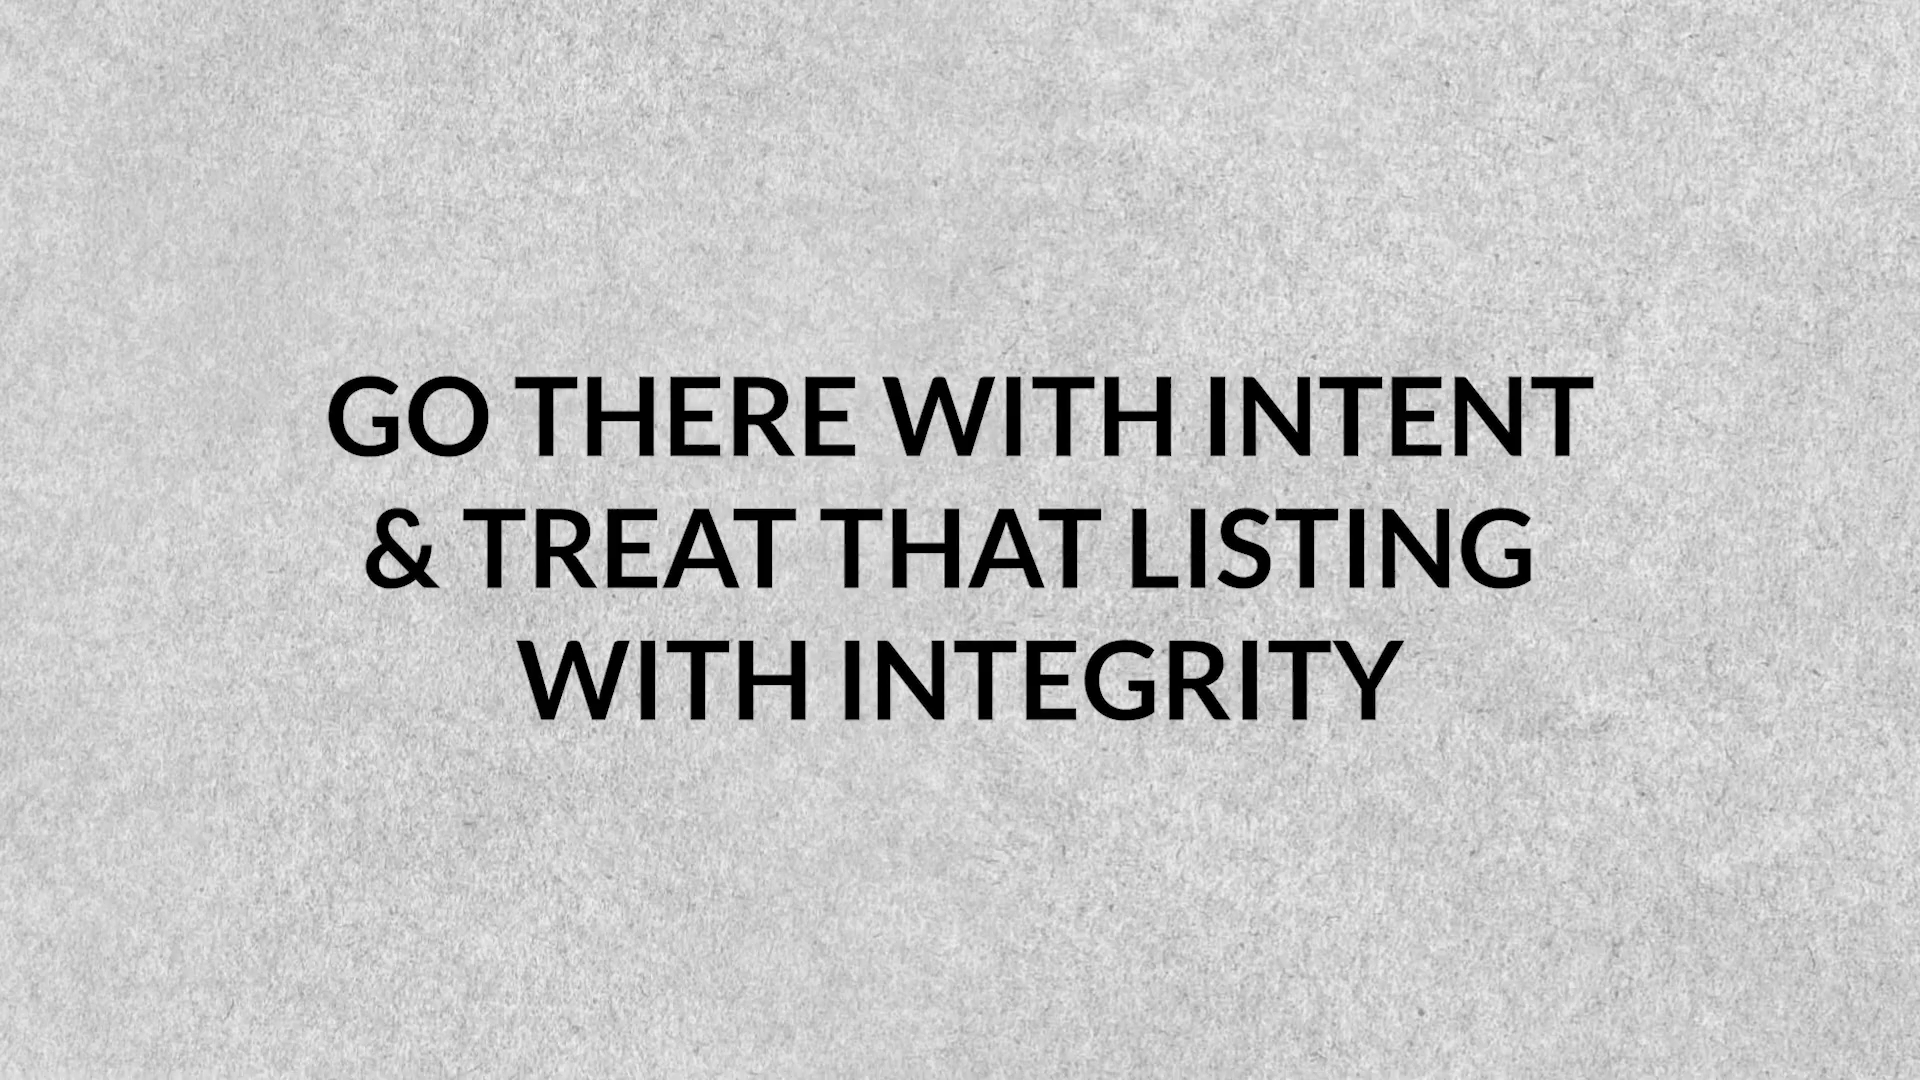 GO THERE WITH INTENT
& TREAT THAT LISTING
WITH INTEGRITY